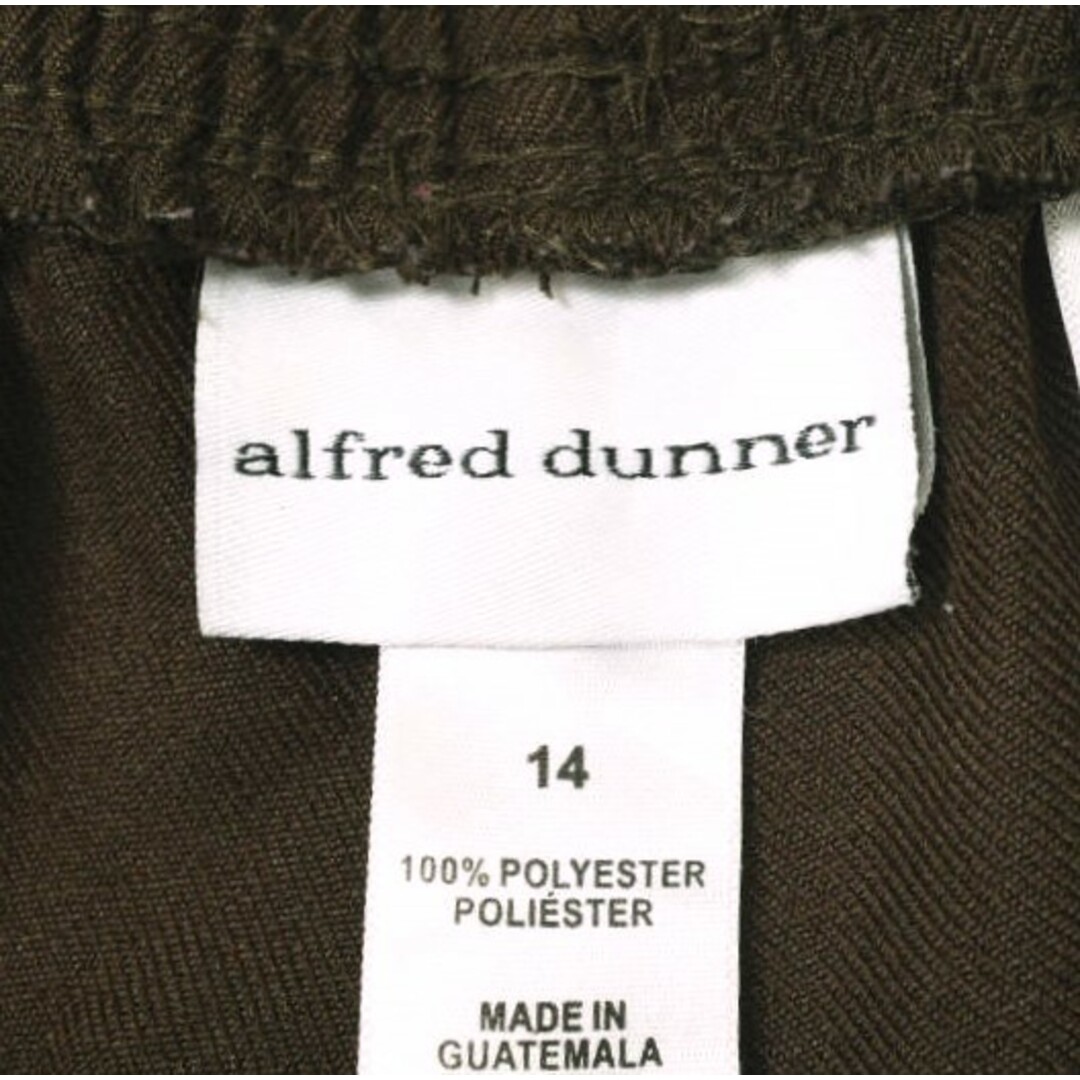 alfred dunner
14
100% POLYESTER
POLIÉSTER
MADE IN
GUATEMALA